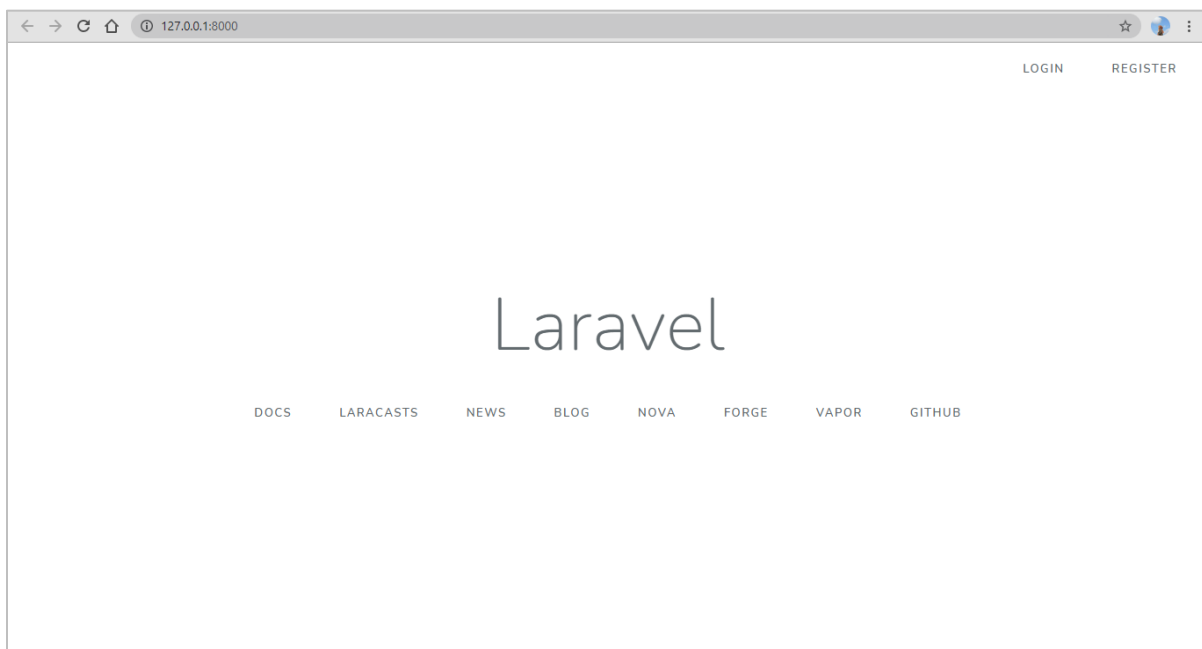 127.0.0.1:8000
LOGIN REGISTER
Laravel
DOCS LARACASTS NEWS BLOG NOVA FORGE VAPOR GITHUB